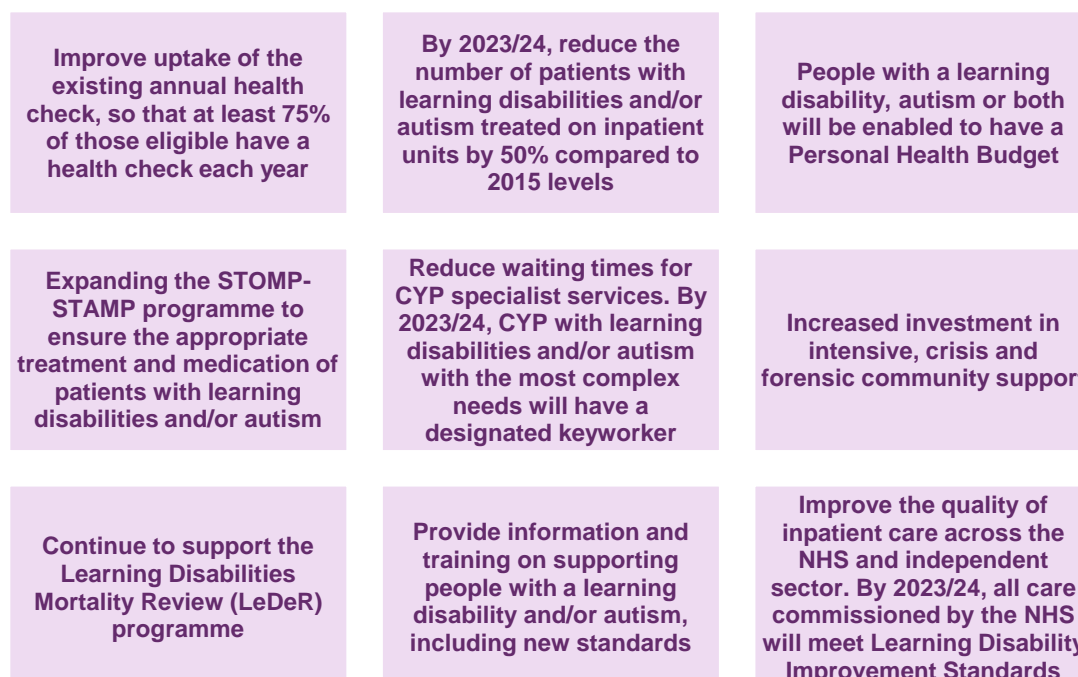 Improve uptake of the
existing annual health
check, so that at least 75%
of those eligible have a
health check each year
By 2023/24, reduce the
number of patients with
learning disabilities and/or
autism treated on inpatient
units by 50% compared to
2015 levels
People with a learning
disability, autism or both
will be enabled to have a
Personal Health Budget
Expanding the STOMP-
STAMP programme to
ensure the appropriate
treatment and medication of
patients with learning
disabilities and/or autism
Reduce waiting times for
CYP specialist services. By
2023/24, CYP with learning
disabilities and/or autism
with the most complex
needs will have a
designated keyworker
Increased investment in
intensive, crisis and
forensic community suppor
Continue to support the
Learning Disabilities
Mortality Review (LeDeR)
programme
Provide information and
training on supporting
people with a learning
disability and/or autism,
including new standards
Improve the quality of
inpatient care across the
NHS and independent
sector. By 2023/24, all care
commissioned by the NHS
will meet Learning Disability
Improvement Standards